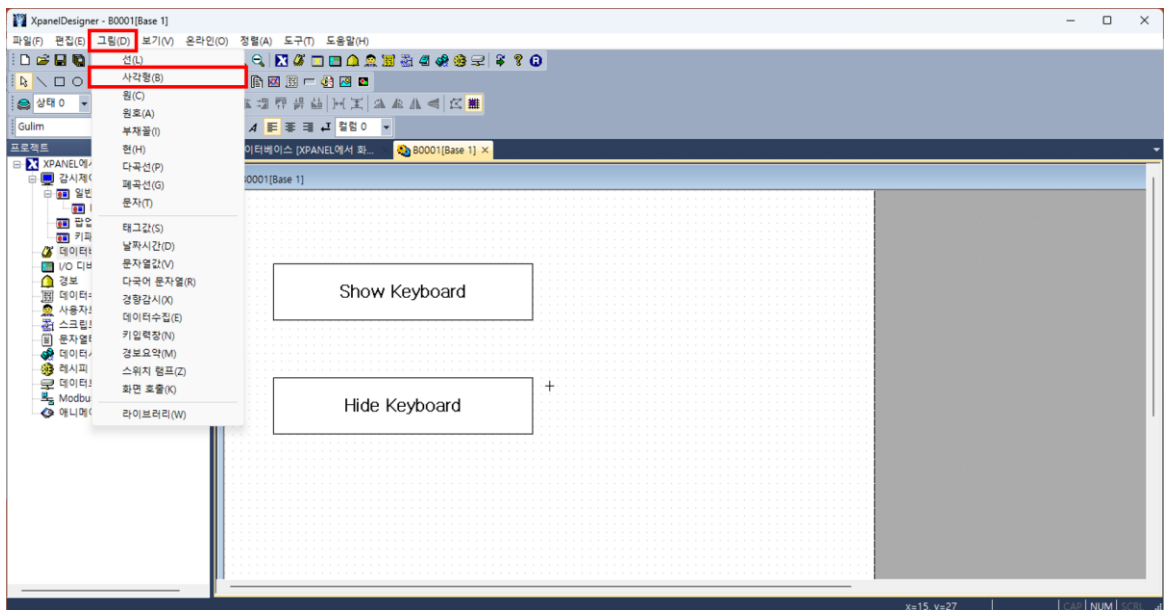 XpanelDesigner - B0001[Base 1]
파일(F) 편집(E) 그림(D) 보기(V) 온라인(O) 정렬(A) 도구(T) 도움말(H)
선(L)
사각형(B)
원(C)
원호(A)
부채꼴(I)
현(H)
다곡선(P)
폐곡선(G)
문자(T)
태그값(S)
날짜시간(D)
문자열값(V)
다국어 문자열(R)
경향감시(X)
데이터수집(E)
키입력창(N)
경보요약(M)
스위치 램프(Z)
화면 호출(K)
라이브러리(W)
상태 0
Gulim
컬럼 0
프로젝트
이터베이스 [XPANEL에서 화...
B0001[Base 1]
XPANEL에
감시제
일반
팝업
키패
데이터
I/O 디바
경보
데이터
사용자
스크립트
문자열
데이터
레시피
데이터
Modbu
애니메
0001[Base 1]
Show Keyboard
Hide Keyboard
x=15, y=27
CAP NUM SCRL